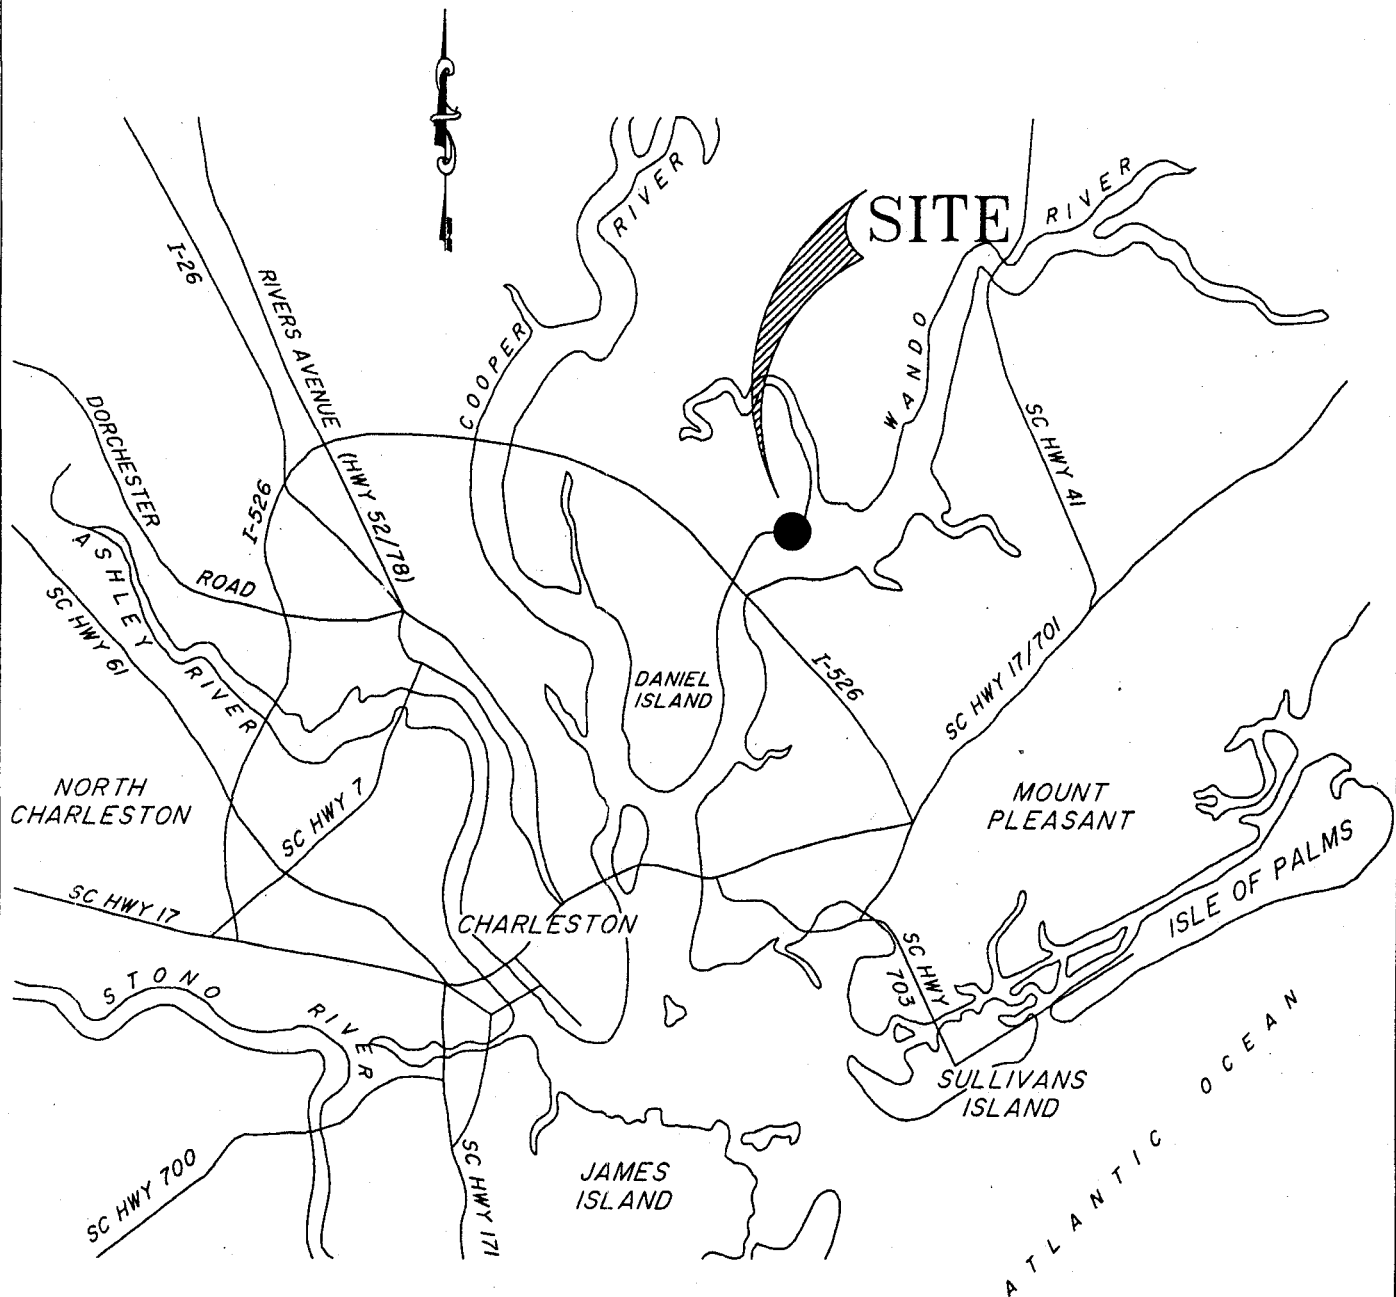 SITE
RIVER
RIVER
I-26
RIVERS AVENUE (HWY 52/78)
COOPER
WANDO
DORCHESTER
ROAD
SC HWY 41
I-526
ASHLEY
RIVER
SC HWY 61
DANIEL
ISLAND
I-526
SC HWY 17/701
NORTH
CHARLESTON
SC HWY 7
MOUNT
PLEASANT
ISLE OF PALMS
SC HWY 17
CHARLESTON
SC HWY
703
STONO
RIVER
SULLIVANS
ISLAND
ATLANTIC OCEAN
JAMES
ISLAND
SC HWY 700
SC HWY 171